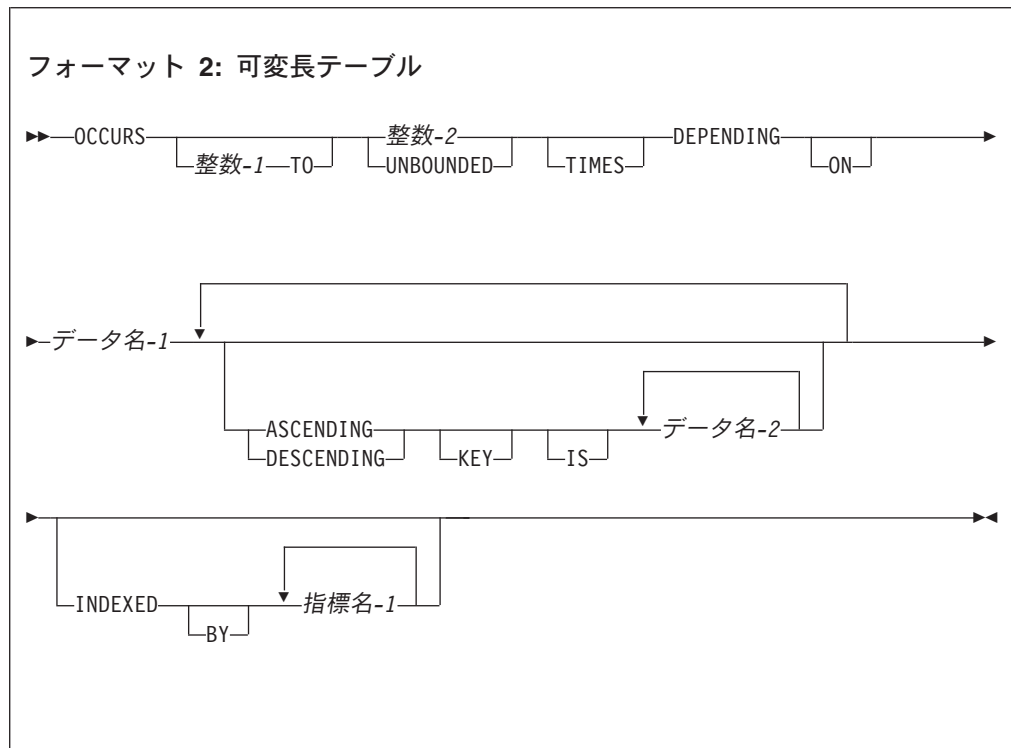 フォーマット 2: 可変長テーブル
OCCURS 整数-1 TO 整数-2 TIMES DEPENDING ON
UNBOUNDED
データ名-1
ASCENDING KEY IS データ名-2
DESCENDING
INDEXED BY 指標名-1